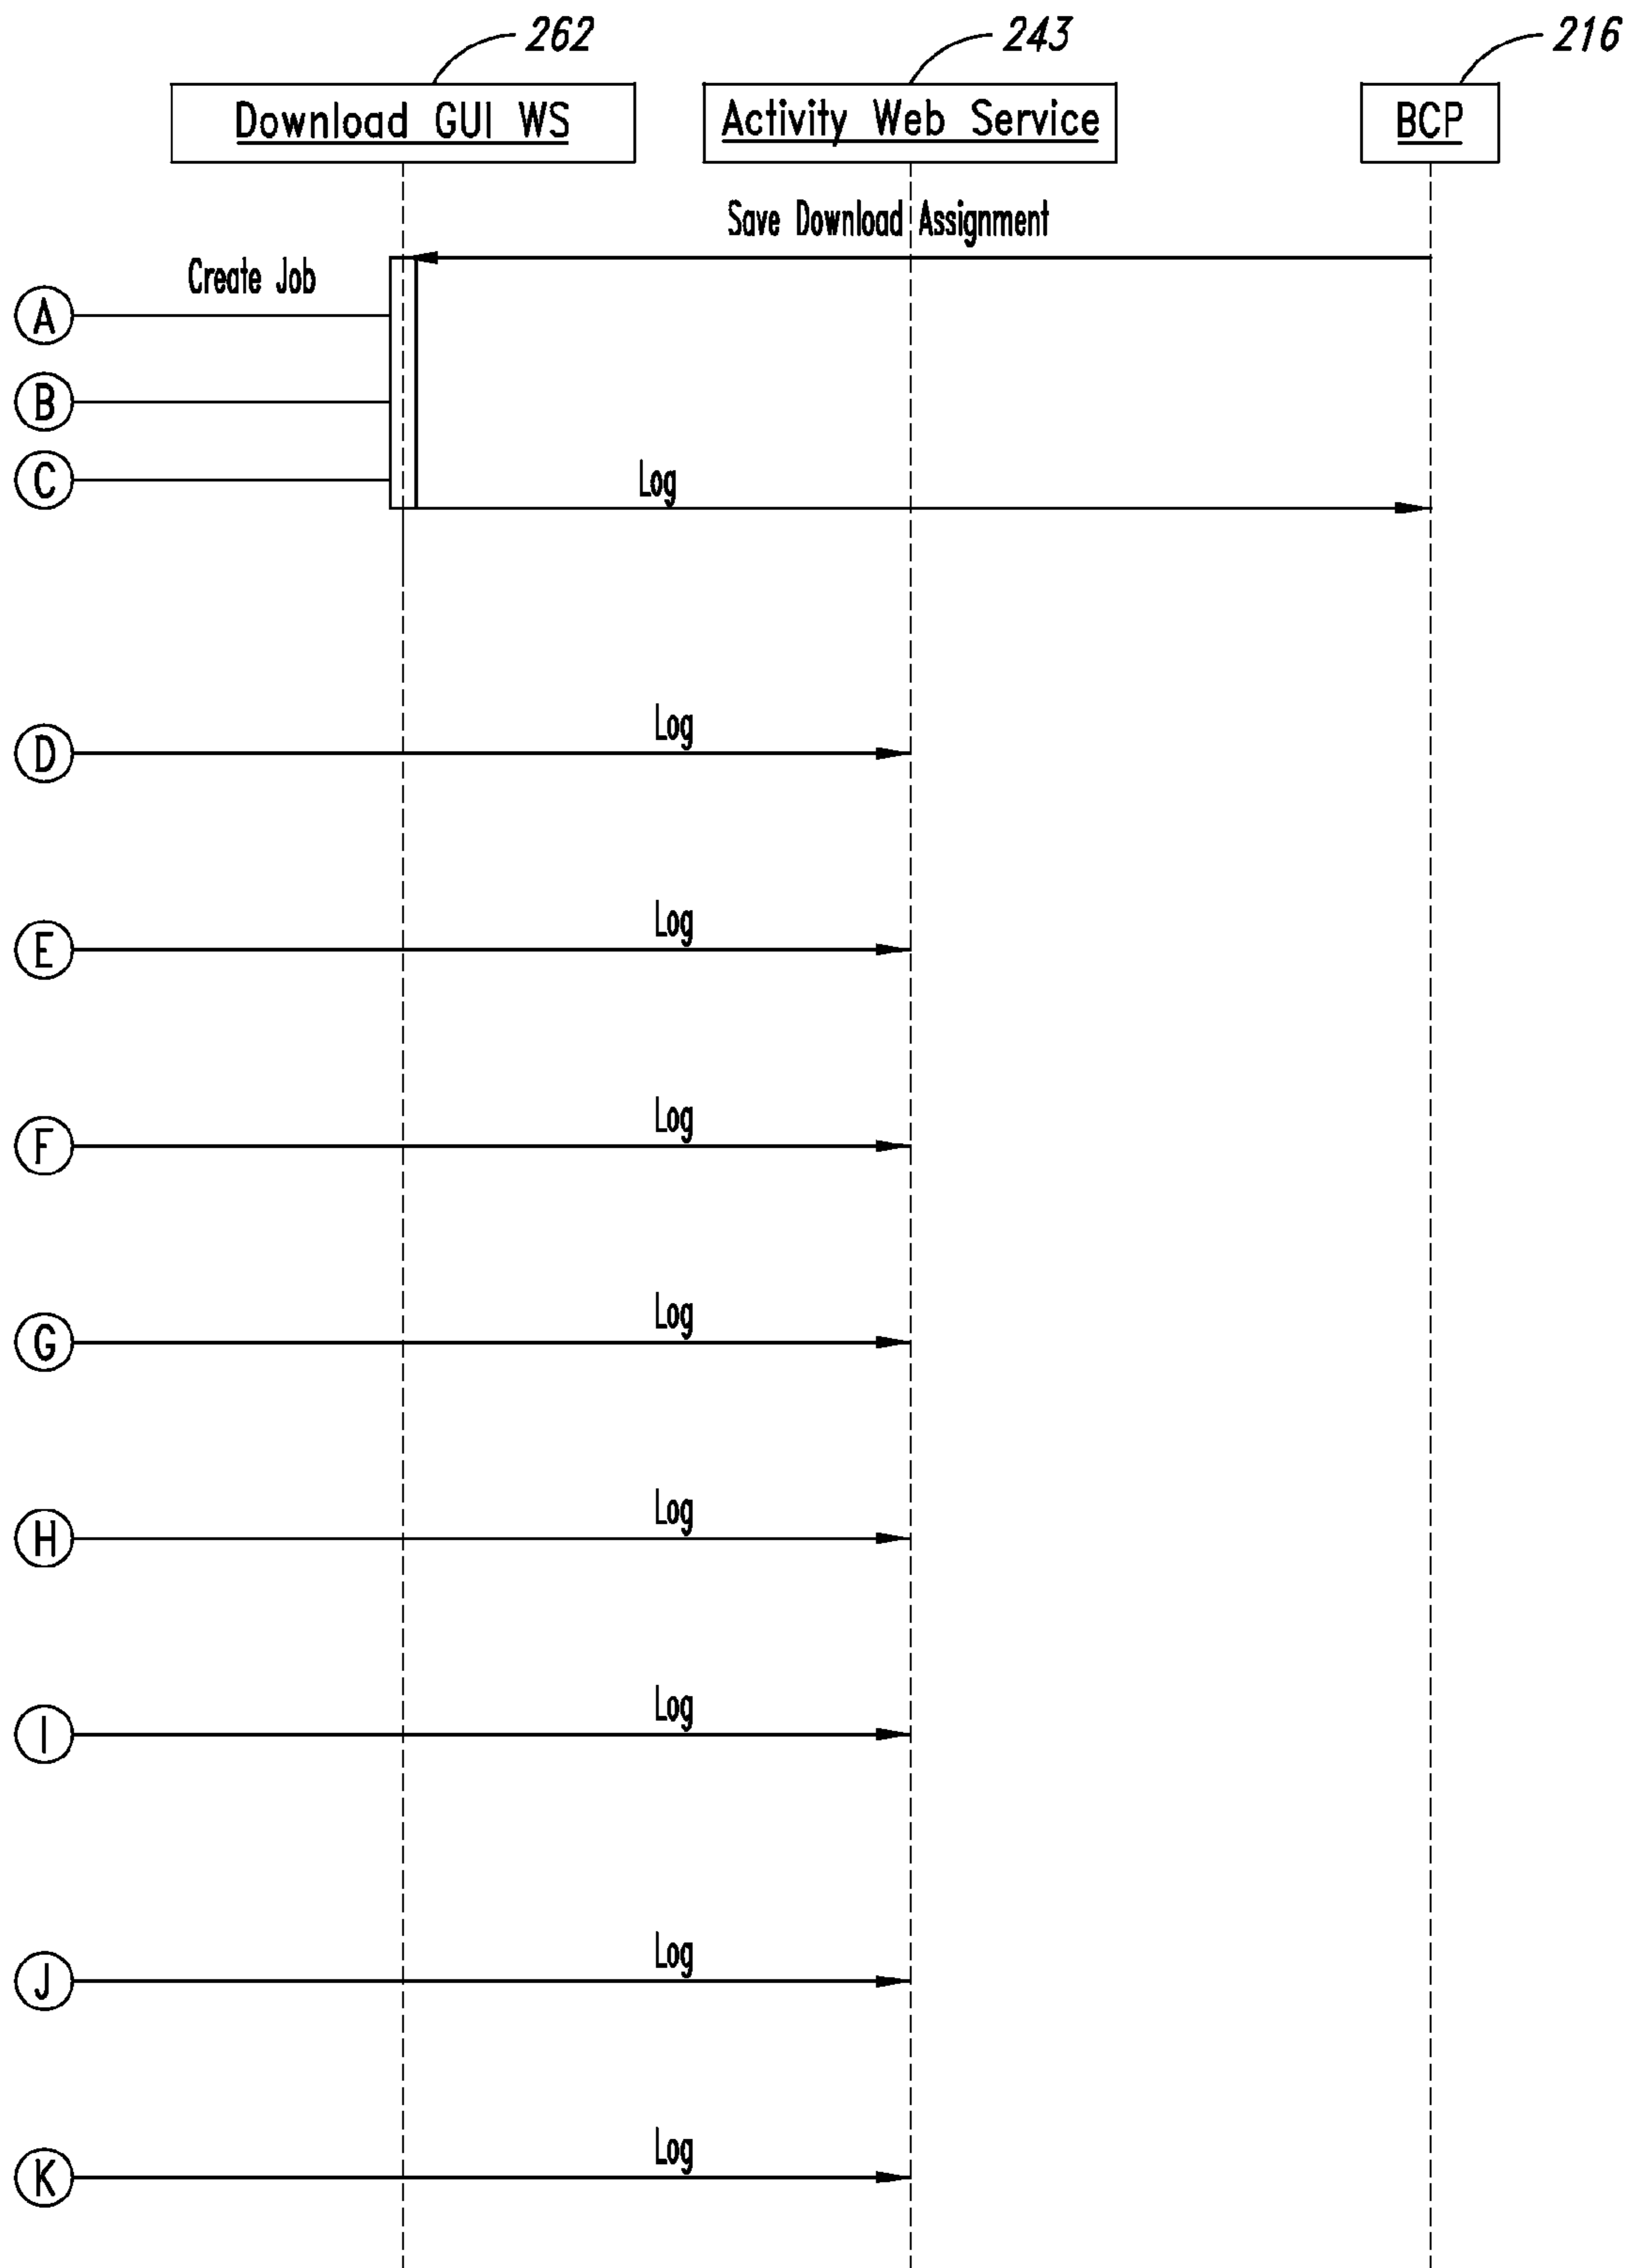 262
243
216
Download GUI WS
Activity Web Service
BCP
Save Download Assignment
Create Job
A
B
C
Log
Log
D
Log
E
Log
F
Log
G
Log
H
Log
I
Log
J
Log
K